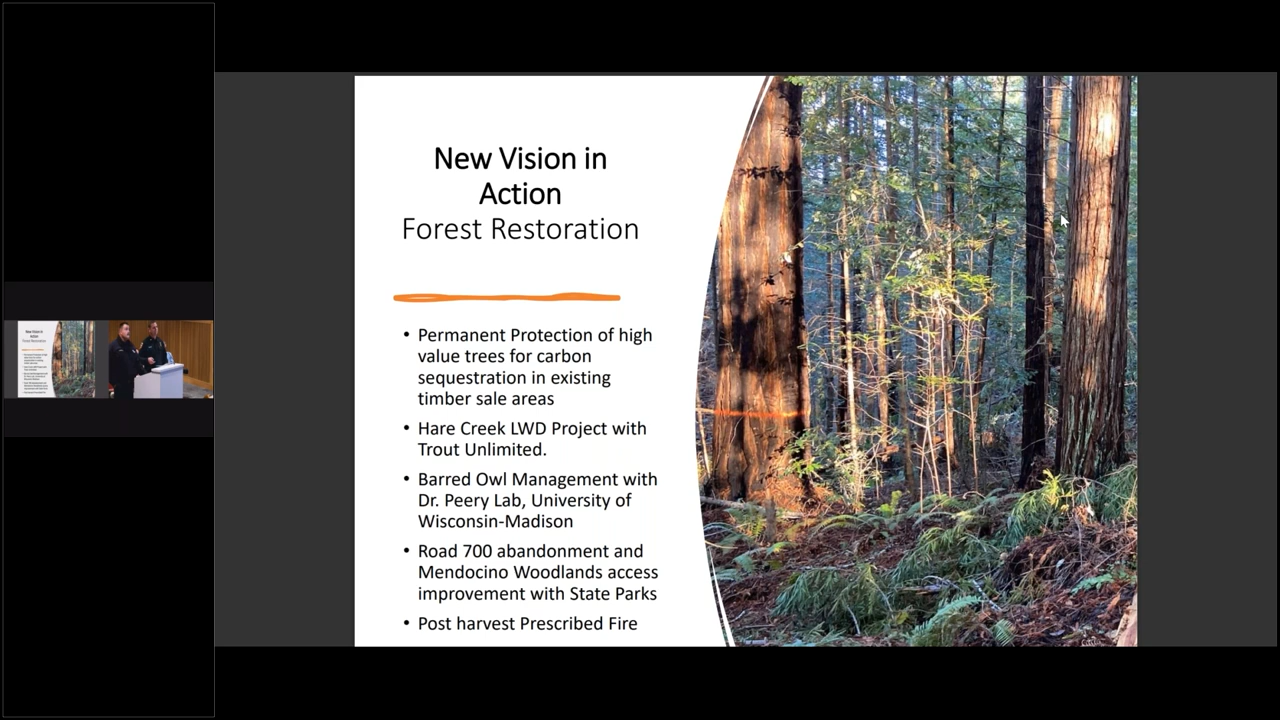 New Vision in
Action
Forest Restoration
• Permanent Protection of high
value trees for carbon
sequestration in existing
timber sale areas
• Hare Creek LWD Project with
Trout Unlimited.
• Barred Owl Management with
Dr. Peery Lab, University of
Wisconsin-Madison
• Road 700 abandonment and
Mendocino Woodlands access
improvement with State Parks
• Post harvest Prescribed Fire